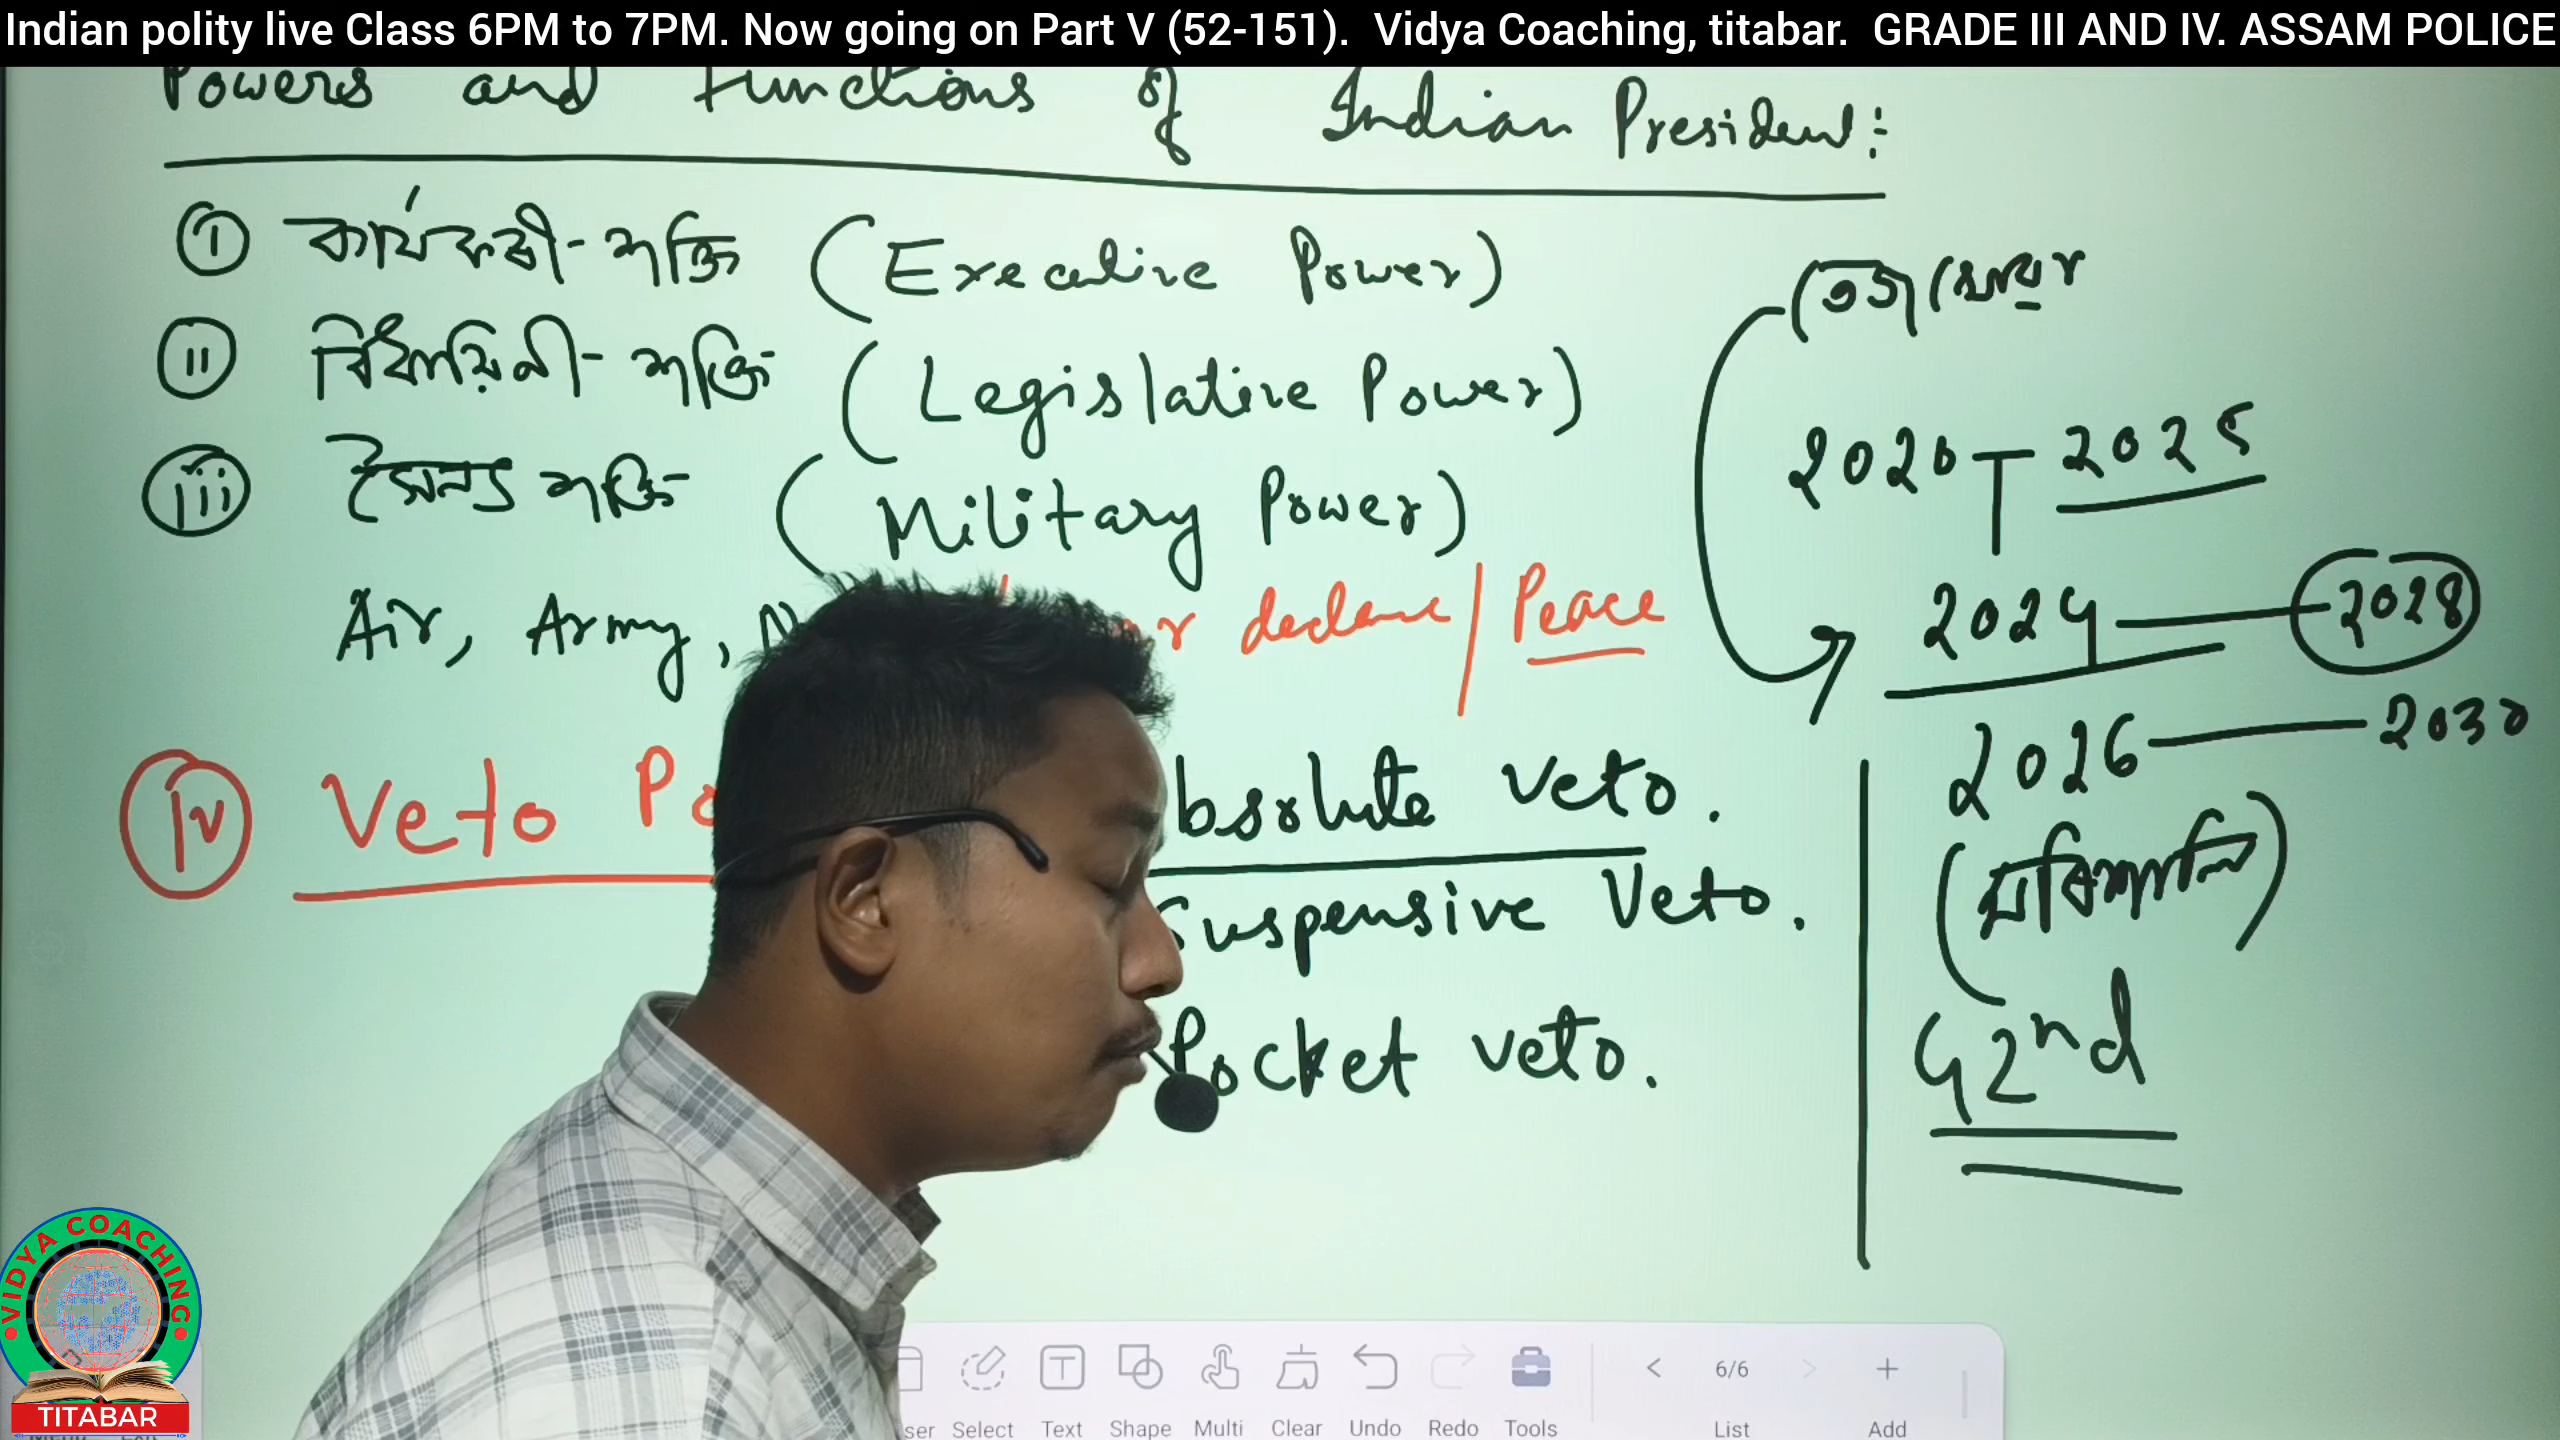 Indian polity live Class 6PM to 7PM. Now going on Part V (52-151). Vidya Coaching, titabar. GRADE III AND IV. ASSAM POLICE
Powers and functions of Indian President:
i কার্যকৰী-শক্তি (Executive Power)
ii বিধায়িনী-শক্তি (Legislative Power)
iii সৈন্য শক্তি (Military Power)
Air, Army, declare / Peace
iv Veto
Veto.
Suspensive Veto.
Pocket Veto.
2020 2025
2024 2028
2026 2030
42nd
VIDYA COACHING
TITABAR
Select Text Shape Multi Clear Undo Redo Tools
6/6
List
Add